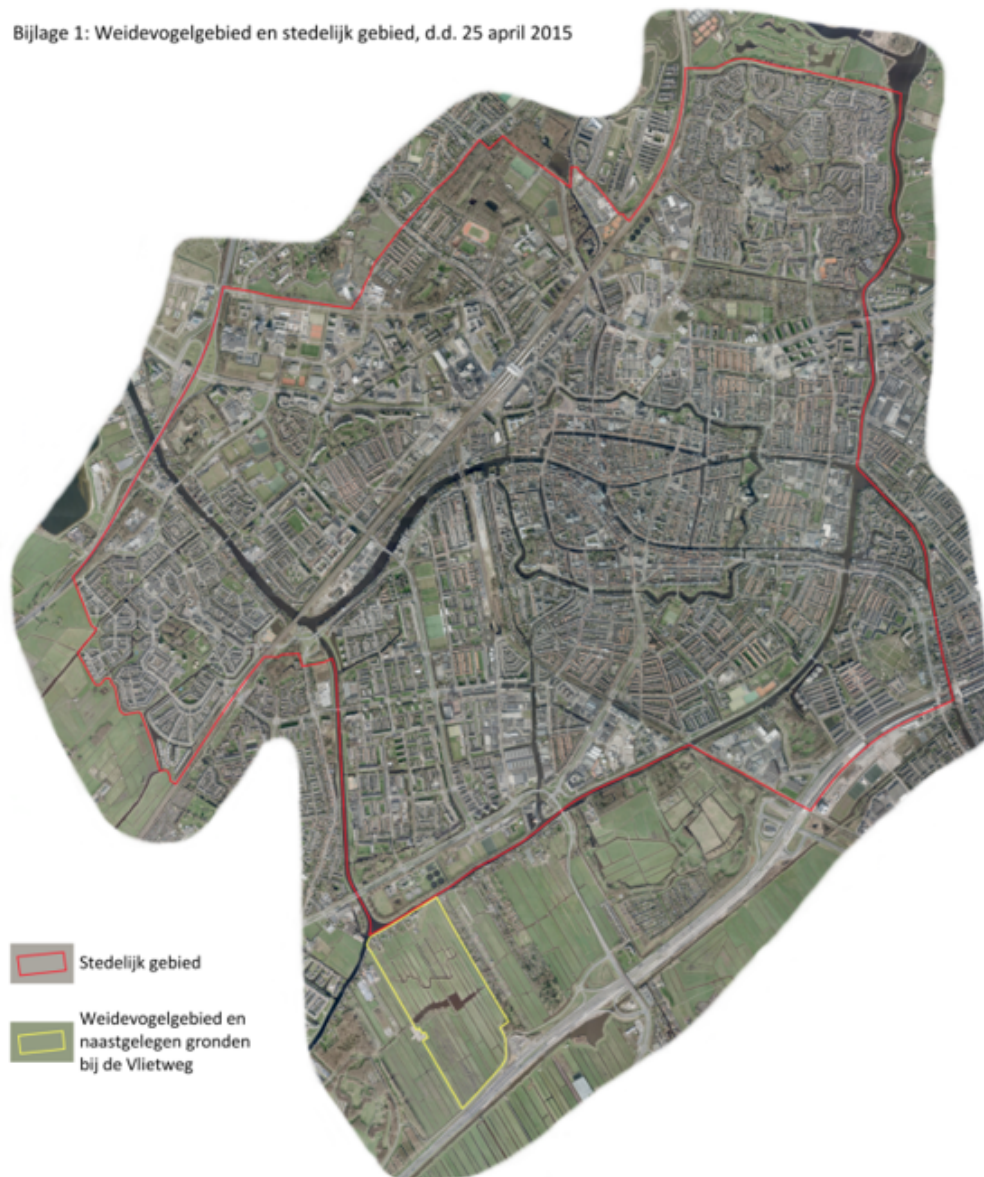 Bijlage 1: Weidevogelgebied en stedelijk gebied, d.d. 25 april 2015
Stedelijk gebied
Weidevogelgebied en
naastgelegen gronden
bij de Vlietweg